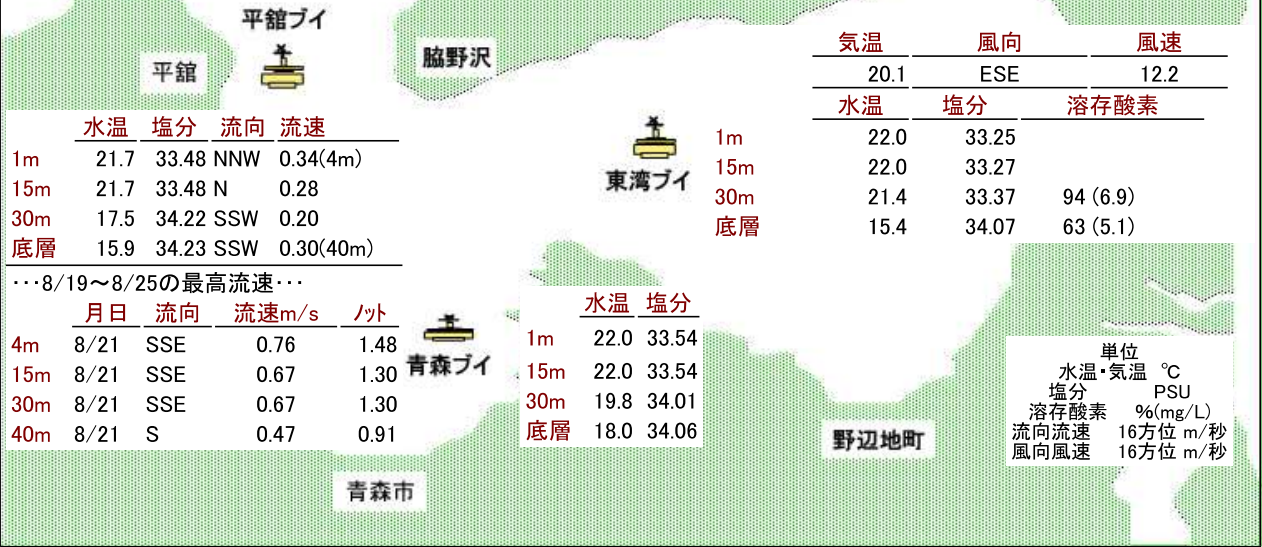 平舘ブイ
平舘
脇野沢
水温 塩分 流向 流速
1m 21.7 33.48 NNW 0.34(4m)
15m 21.7 33.48 N 0.28
30m 17.5 34.22 SSW 0.20
底層 15.9 34.23 SSW 0.30(40m)
…8/19～8/25の最高流速…
月日 流向 流速m/s ノット
4m 8/21 SSE 0.76 1.48
15m 8/21 SSE 0.67 1.30
30m 8/21 SSE 0.67 1.30
40m 8/21 S 0.47 0.91
東湾ブイ
気温 風向 風速
20.1 ESE 12.2
水温 塩分 溶存酸素
1m 22.0 33.25
15m 22.0 33.27
30m 21.4 33.37 94 (6.9)
底層 15.4 34.07 63 (5.1)
青森ブイ
水温 塩分
1m 22.0 33.54
15m 22.0 33.54
30m 19.8 34.01
底層 18.0 34.06
青森市
野辺地町
単位
水温・気温 ℃
塩分 PSU
溶存酸素 %(mg/L)
流向流速 16方位 m/秒
風向風速 16方位 m/秒